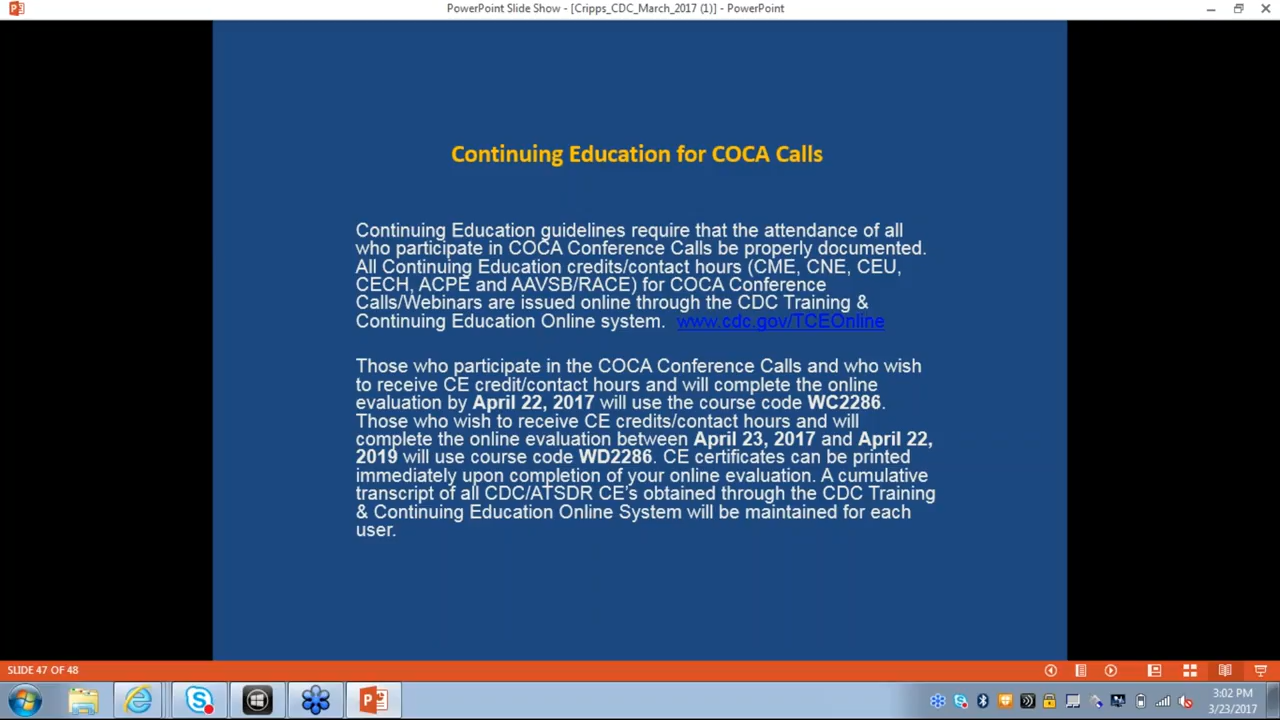 PowerPoint Slide Show - [Cripps_CDC_March_2017 (1)] - PowerPoint
Continuing Education for COCA Calls
Continuing Education guidelines require that the attendance of all
who participate in COCA Conference Calls be properly documented.
All Continuing Education credits/contact hours (CME, CNE, CEU,
CECH, ACPE and AAVSB/RACE) for COCA Conference
Calls/Webinars are issued online through the CDC Training &
Continuing Education Online system. www.cdc.gov/TCEOnline
Those who participate in the COCA Conference Calls and who wish
to receive CE credit/contact hours and will complete the online
evaluation by April 22, 2017 will use the course code WC2286.
Those who wish to receive CE credits/contact hours and will
complete the online evaluation between April 23, 2017 and April 22,
2019 will use course code WD2286. CE certificates can be printed
immediately upon completion of your online evaluation. A cumulative
transcript of all CDC/ATSDR CE's obtained through the CDC Training
& Continuing Education Online System will be maintained for each
user.
SLIDE 47 OF 48
3:02 PM
3/23/2017